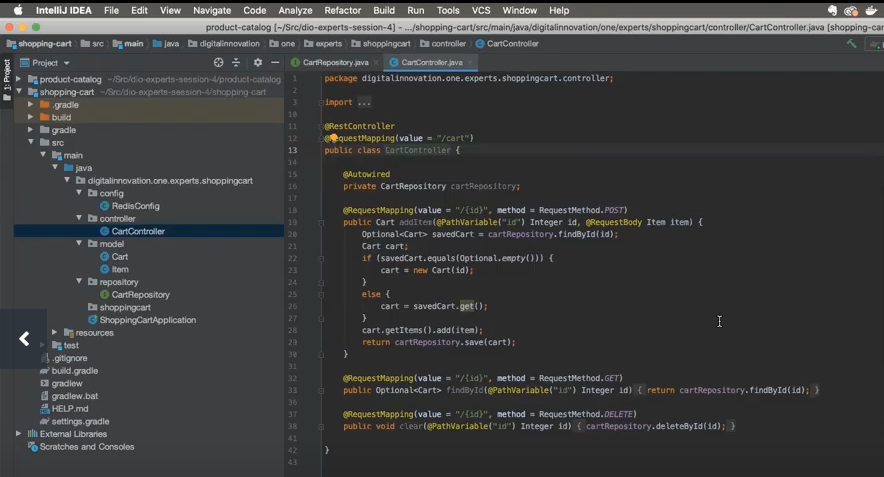 IntelliJ IDEA File Edit View Navigate Code Analyze Refactor Build Run Tools VCS Window Help
product-catalog [~/Src/dio-experts-session-4] - .../shopping-cart/src/main/java/digitalinnovation/one/experts/shoppingcart/controller/CartController.java [shopping-car
shopping-cart src main java digitalinnovation one experts shoppingcart controller CartController
1: Project
Project
product-catalog ~/Src/dio-experts-session-4/product-catalog
shopping-cart ~/Src/dio-experts-session-4/shopping-cart
.gradle
build
gradle
src
main
java
digitalinnovation.one.experts.shoppingcart
config
RedisConfig
controller
CartController
model
Cart
Item
repository
CartRepository
shoppingcart
ShoppingCartApplication
resources
test
.gitignore
build.gradle
gradlew
gradlew.bat
HELP.md
settings.gradle
External Libraries
Scratches and Consoles
CartRepository.java CartController.java
1 package digitalinnovation.one.experts.shoppingcart.controller;
2
3 import ...
10
11 @RestController
12 @RequestMapping(value = "/cart")
13 public class CartController {
14
15 @Autowired
16 private CartRepository cartRepository;
17
18 @RequestMapping(value = "/{id}", method = RequestMethod.POST)
19 public Cart addItem(@PathVariable("id") Integer id, @RequestBody Item item) {
20 Optional<Cart> savedCart = cartRepository.findById(id);
21 Cart cart;
22 if (savedCart.equals(Optional.empty())) {
23 cart = new Cart(id);
24 }
25 else {
26 cart = savedCart.get();
27 }
28 cart.getItems().add(item);
29 return cartRepository.save(cart);
30 }
31
32 @RequestMapping(value = "/{id}", method = RequestMethod.GET)
33 public Optional<Cart> findById(@PathVariable("id") Integer id) { return cartRepository.findById(id); }
36
37 @RequestMapping(value = "/{id}", method = RequestMethod.DELETE)
38 public void clear(@PathVariable("id") Integer id) { cartRepository.deleteById(id); }
41
42 }
43